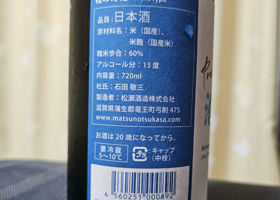 品目:日本酒
原材料名:米（国産）、
米麹（国産米）
精米歩合:60%
アルコール分:13度
内容量:720ml
杜氏:石田 敬三
製造者:松瀬酒造株式会社
滋賀県蒲生郡竜王町弓削475
www.matsunotsukasa.com
お酒は20歳になってから。
要冷蔵
5~10℃
キャップ
(中栓)
4560251000892